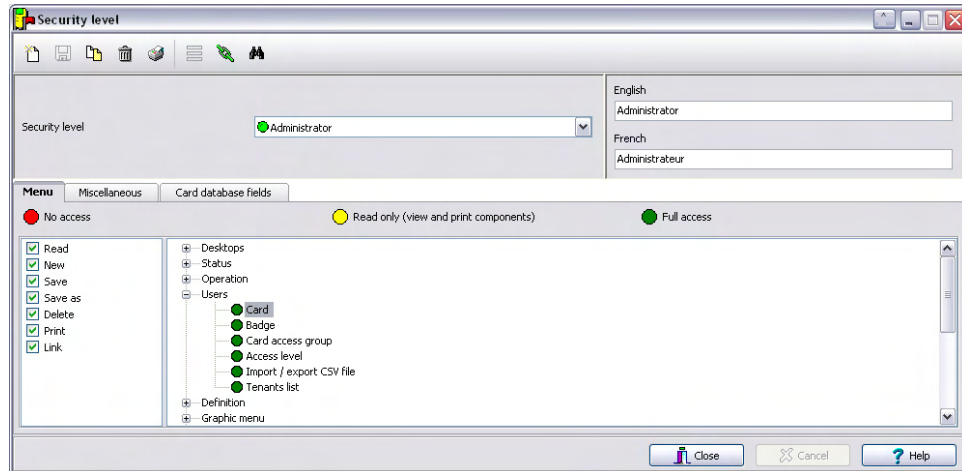 Security level
English
Administrator
Security level
Administrator
French
Administrateur
Menu
Miscellaneous
Card database fields
No access
Read only (view and print components)
Full access
Read
New
Save
Save as
Delete
Print
Link
Desktops
Status
Operation
Users
Card
Badge
Card access group
Access level
Import / export CSV file
Tenants list
Definition
Graphic menu
Close
Cancel
? Help